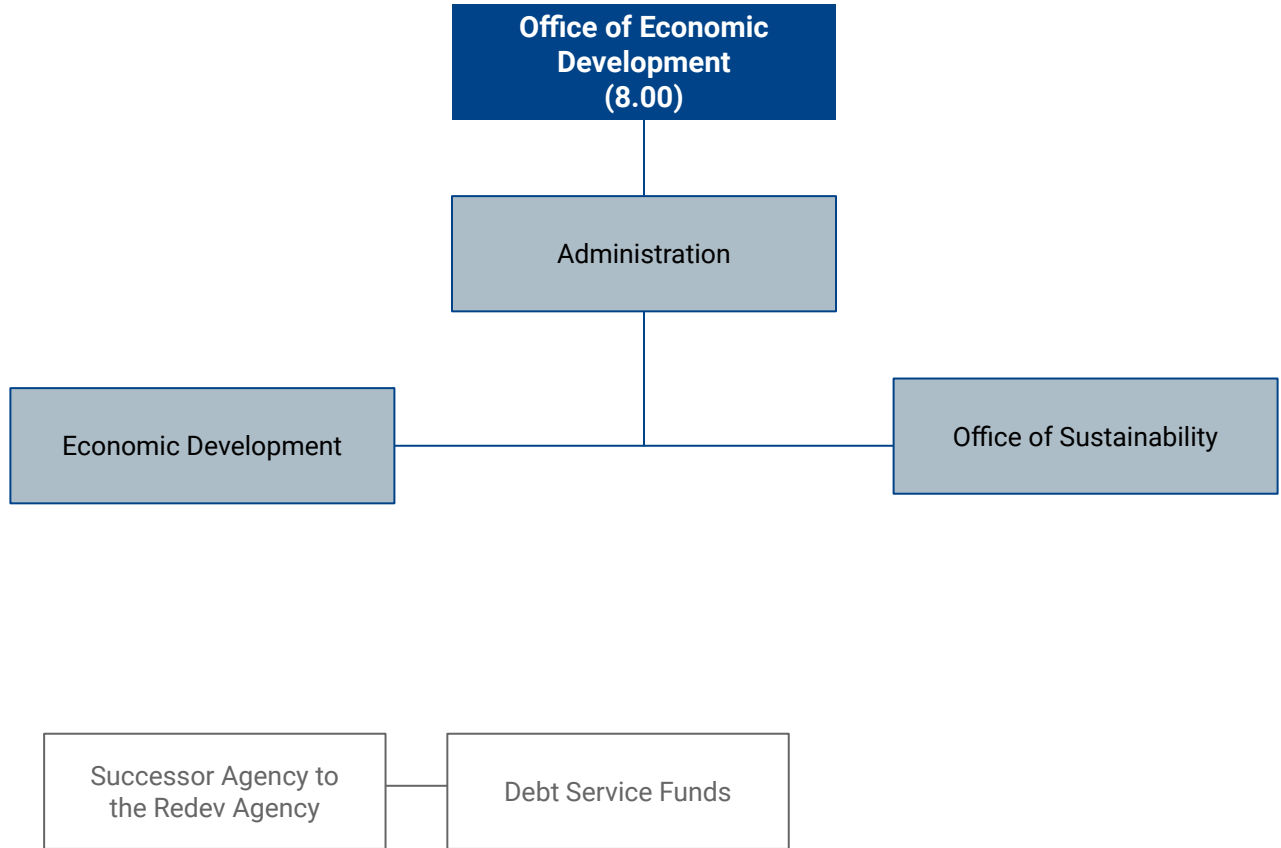 Office of Economic
Development
(8.00)
Administration
Economic Development
Office of Sustainability
Successor Agency to
the Redev Agency
Debt Service Funds